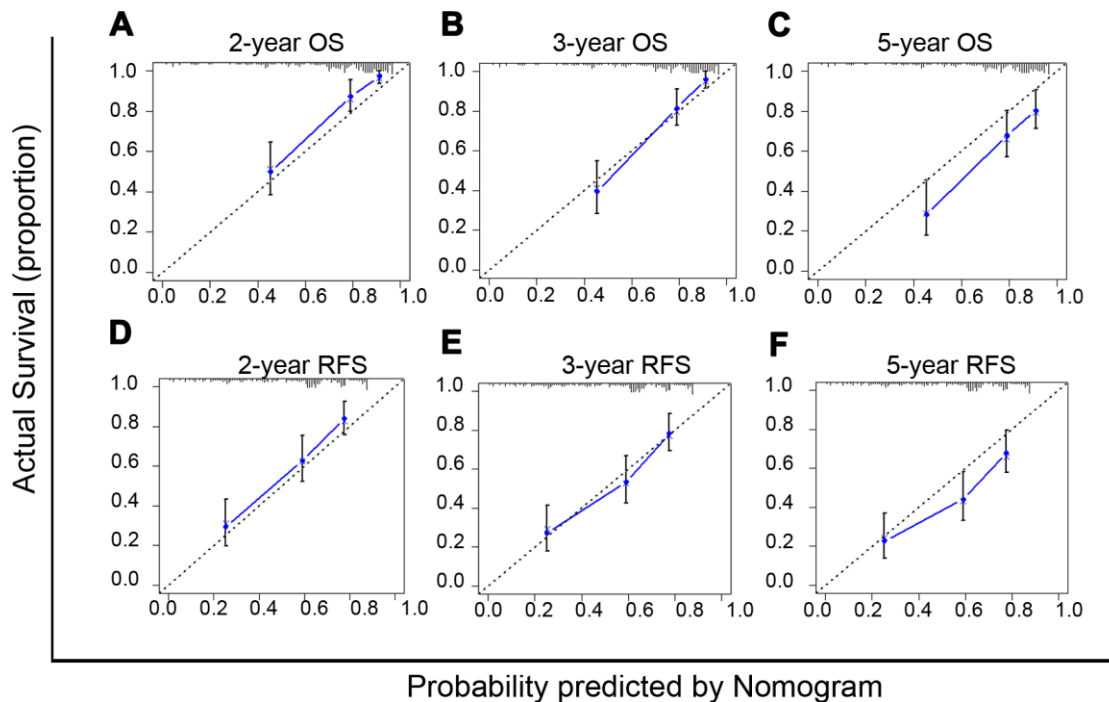 A
2-year OS
B
3-year OS
C
5-year OS
1.0
0.8
0.6
0.4
0.2
0.0
0.0 0.2 0.4 0.6 0.8 1.0
1.0
0.8
0.6
0.4
0.2
0.0
0.0 0.2 0.4 0.6 0.8 1.0
1.0
0.8
0.6
0.4
0.2
0.0
0.0 0.2 0.4 0.6 0.8 1.0
D
2-year RFS
E
3-year RFS
F
5-year RFS
1.0
0.8
0.6
0.4
0.2
0.0
0.0 0.2 0.4 0.6 0.8 1.0
1.0
0.8
0.6
0.4
0.2
0.0
0.0 0.2 0.4 0.6 0.8 1.0
1.0
0.8
0.6
0.4
0.2
0.0
0.0 0.2 0.4 0.6 0.8 1.0
Actual Survival (proportion)
Probability predicted by Nomogram